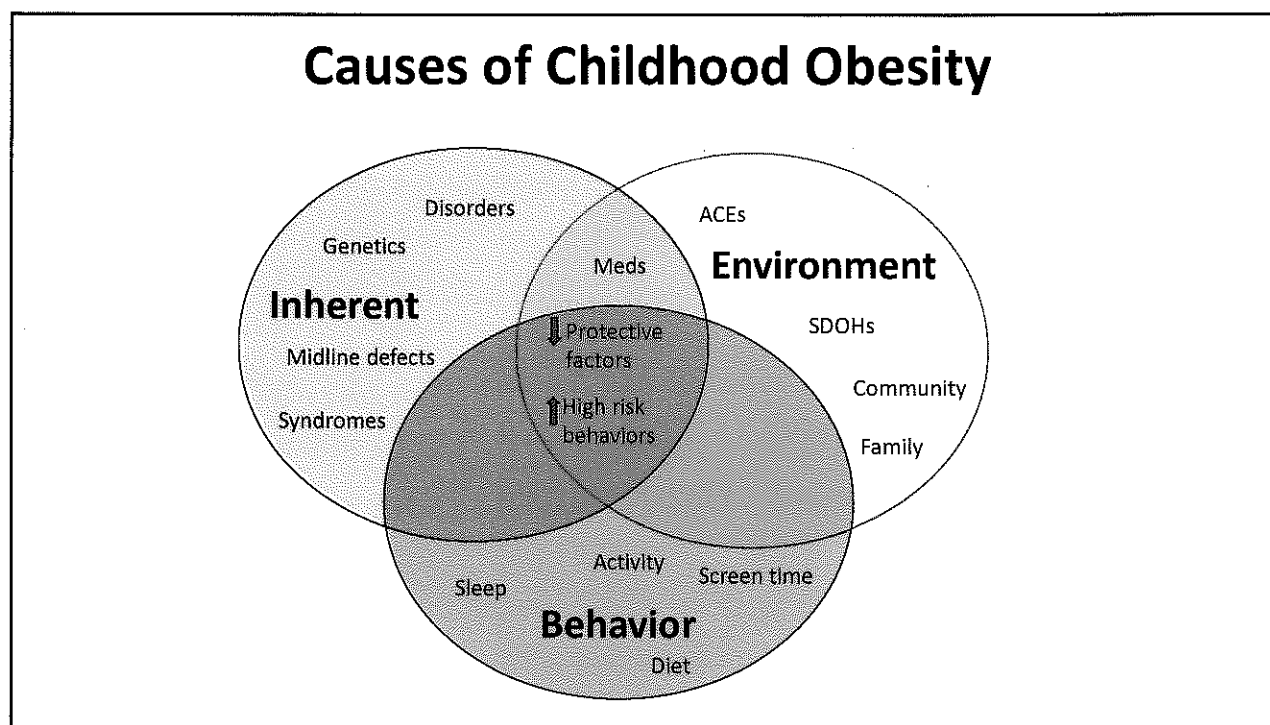 Causes of Childhood Obesity
Disorders
Genetics
Inherent
Midline defects
Syndromes
Meds
ACEs
Environment
SDOHs
Community
Family
⇩Protective
factors
⇧High risk
behaviors
Sleep
Activity
Screen time
Behavior
Diet